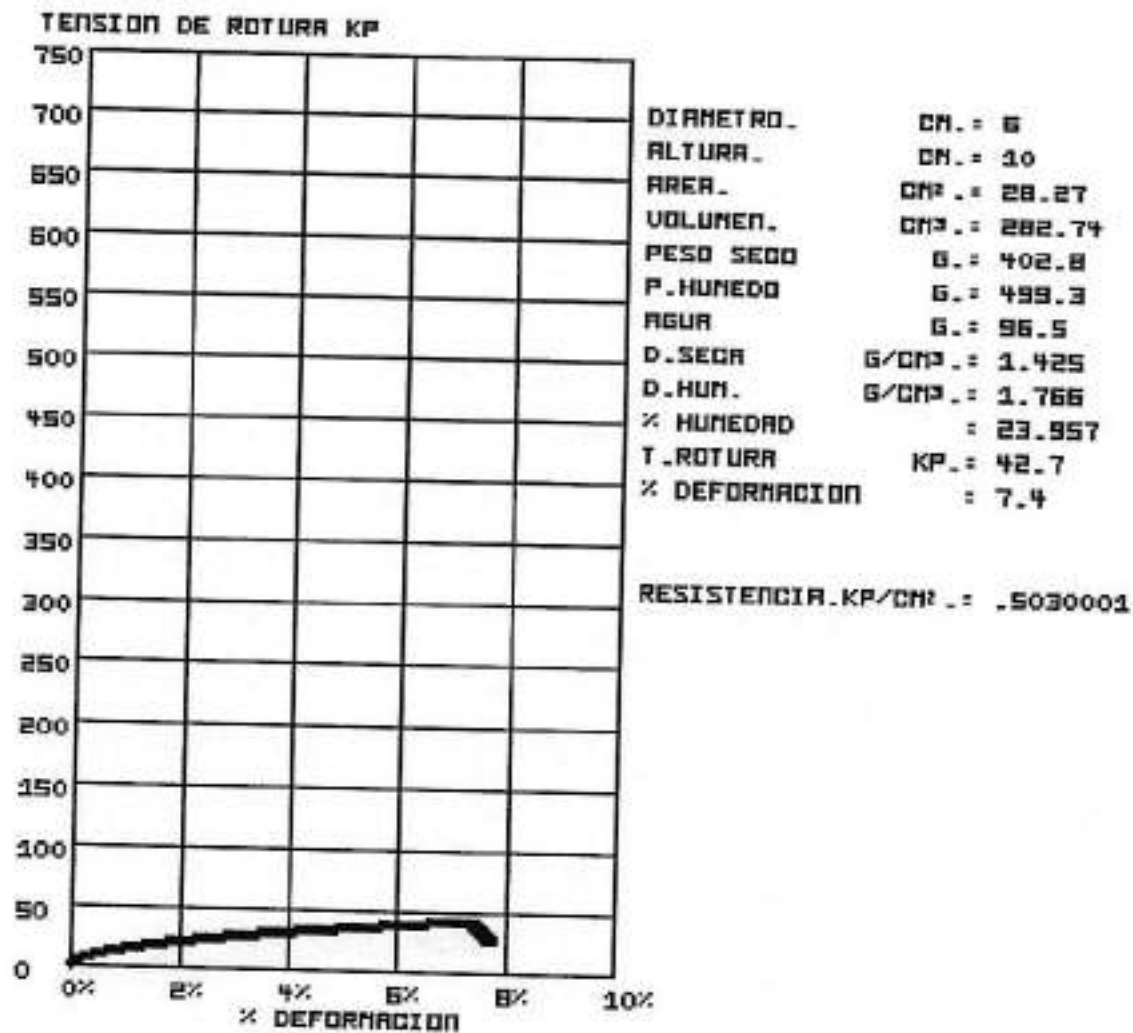 TENSION DE ROTURA KP
750
700
650
600
550
500
450
400
350
300
250
200
150
100
50
0
0% 2% 4% 6% 8% 10%
% DEFORMACION
DIAMETRO. CM.: 6
ALTURA. CM.: 10
AREA. CM².: 28.27
VOLUMEN. CM³.: 282.74
PESO SECO G.: 402.8
P.HUMEDO G.: 499.3
AGUA G.: 96.5
D.SECA G/CM³.: 1.425
D.HUM. G/CM³.: 1.766
% HUMEDAD : 23.957
T.ROTURA KP.: 42.7
% DEFORMACION : 7.4
RESISTENCIA.KP/CM².: .5030001